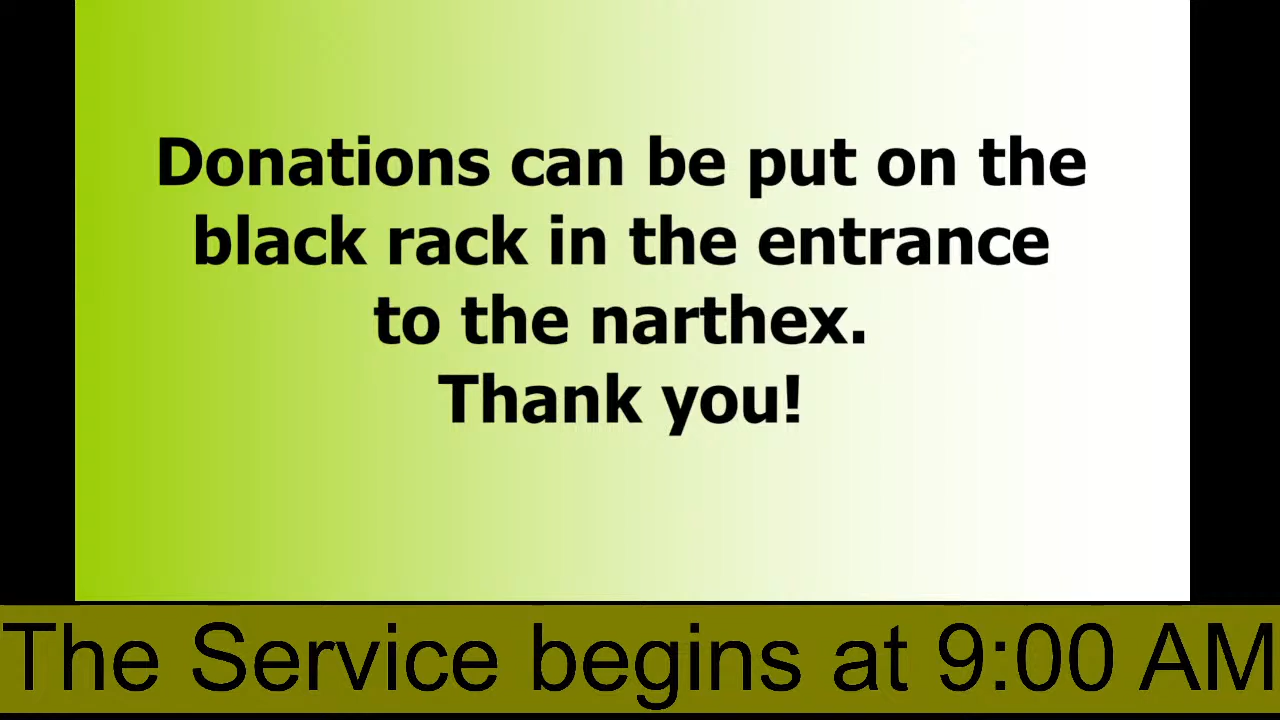 Donations can be put on the
black rack in the entrance
to the narthex.
Thank you!
The Service begins at 9:00 AM